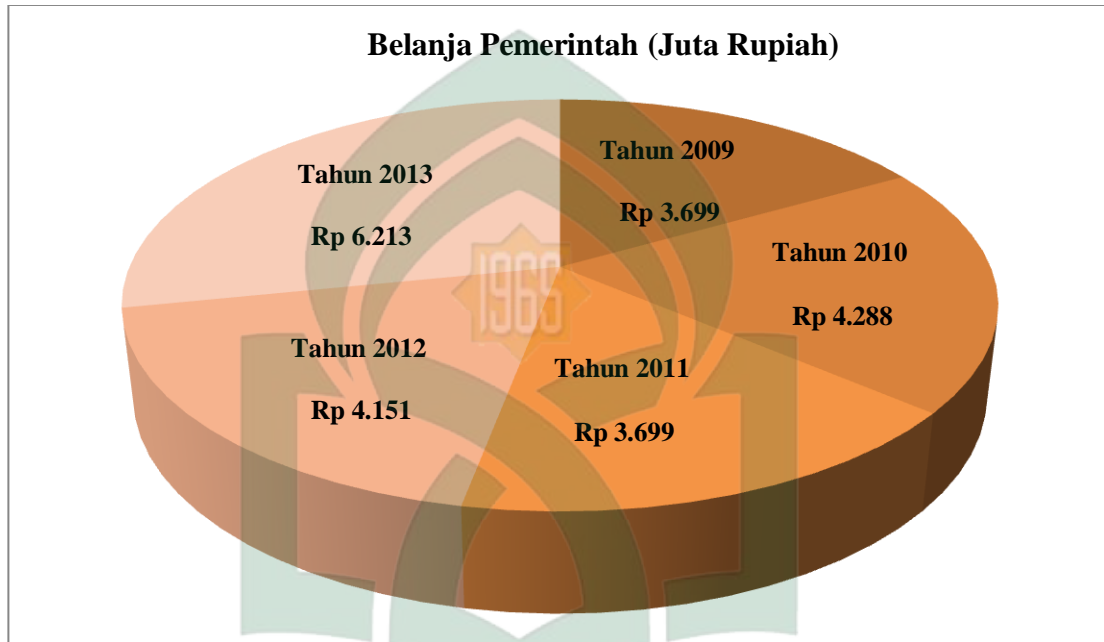 Belanja Pemerintah (Juta Rupiah)
Tahun 2009
Rp 3.699
Tahun 2010
Rp 4.288
Tahun 2011
Rp 3.699
Tahun 2012
Rp 4.151
Tahun 2013
Rp 6.213
1965